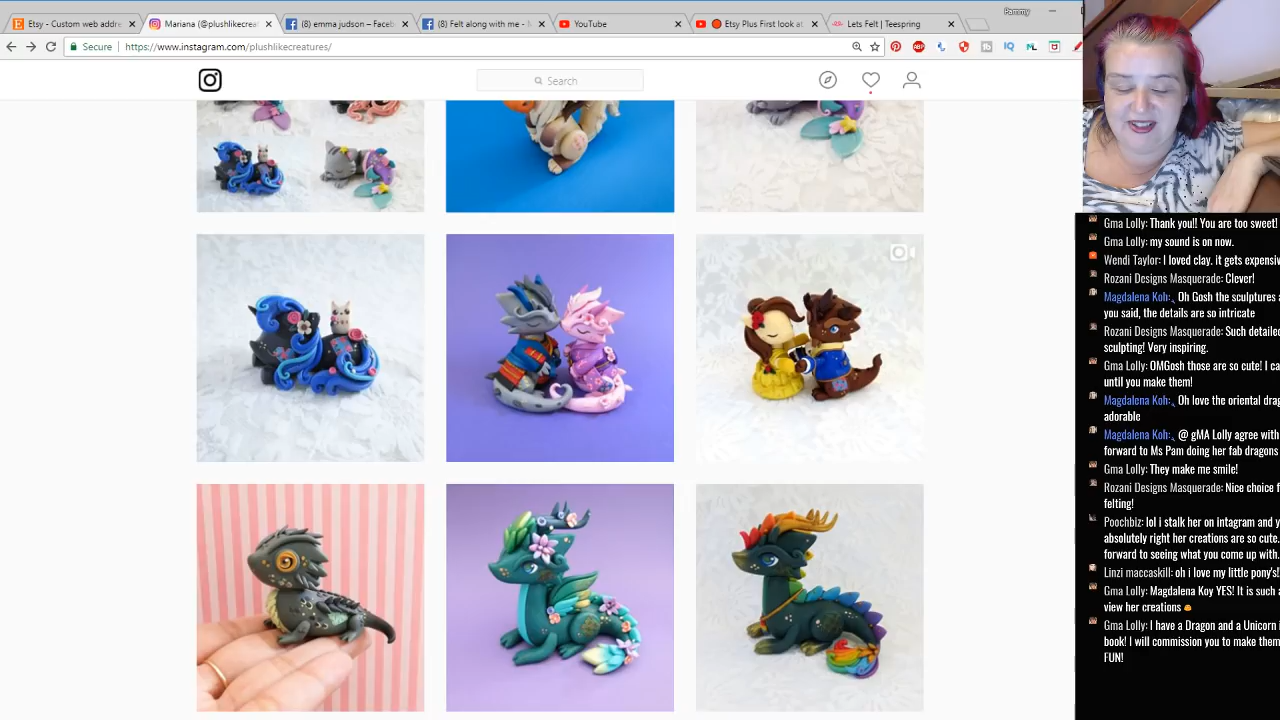 Etsy - Custom web addre
Mariana (@plushlikecrea
(8) emma judson – Faceb
(8) Felt along with me - 
YouTube
Etsy Plus First look at
Lets Felt | Teespring
Pammy
Secure
https://www.instagram.com/plushlikecreatures/
Search
Gma Lolly: Thank you!! You are too sweet!
Gma Lolly: my sound is on now.
Wendi Taylor: I loved clay. it gets expensiv
Rozani Designs Masquerade: Clever!
Magdalena Koh: Oh Gosh the sculptures a
you said, the details are so intricate
Rozani Designs Masquerade: Such detailed
sculpting! Very inspiring.
Gma Lolly: OMGosh those are so cute! I ca
until you make them!
Magdalena Koh: Oh love the oriental drag
adorable
Magdalena Koh: @ gMA Lolly agree with
forward to Ms Pam doing her fab dragons
Gma Lolly: They make me smile!
Rozani Designs Masquerade: Nice choice f
felting!
Poochbiz: lol i stalk her on intagram and y
absolutely right her creations are so cute.
forward to seeing what you come up with.
Linzi maccaskill: oh i love my little pony's!
Gma Lolly: Magdalena Koy YES! It is such a
view her creations
Gma Lolly: I have a Dragon and a Unicorn i
book! I will commission you to make them
FUN!